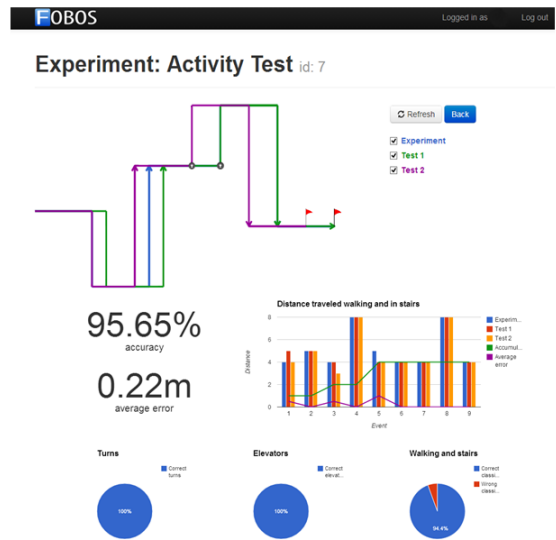 FOBOS
Logged in as
Log out
Experiment: Activity Test id: 7
Refresh
Back
Experiment
Test 1
Test 2
95.65%
accuracy
0.22m
average error
Distance traveled walking and in stairs
Distance
8
6
4
2
0
1 2 3 4 5 6 7 8 9
Event
Experim...
Test 1
Test 2
Accumul...
Average
error
Turns
Correct
turns
100%
Elevators
Correct
elevat...
100%
Walking and stairs
Correct
classi...
Wrong
classi...
94.4%